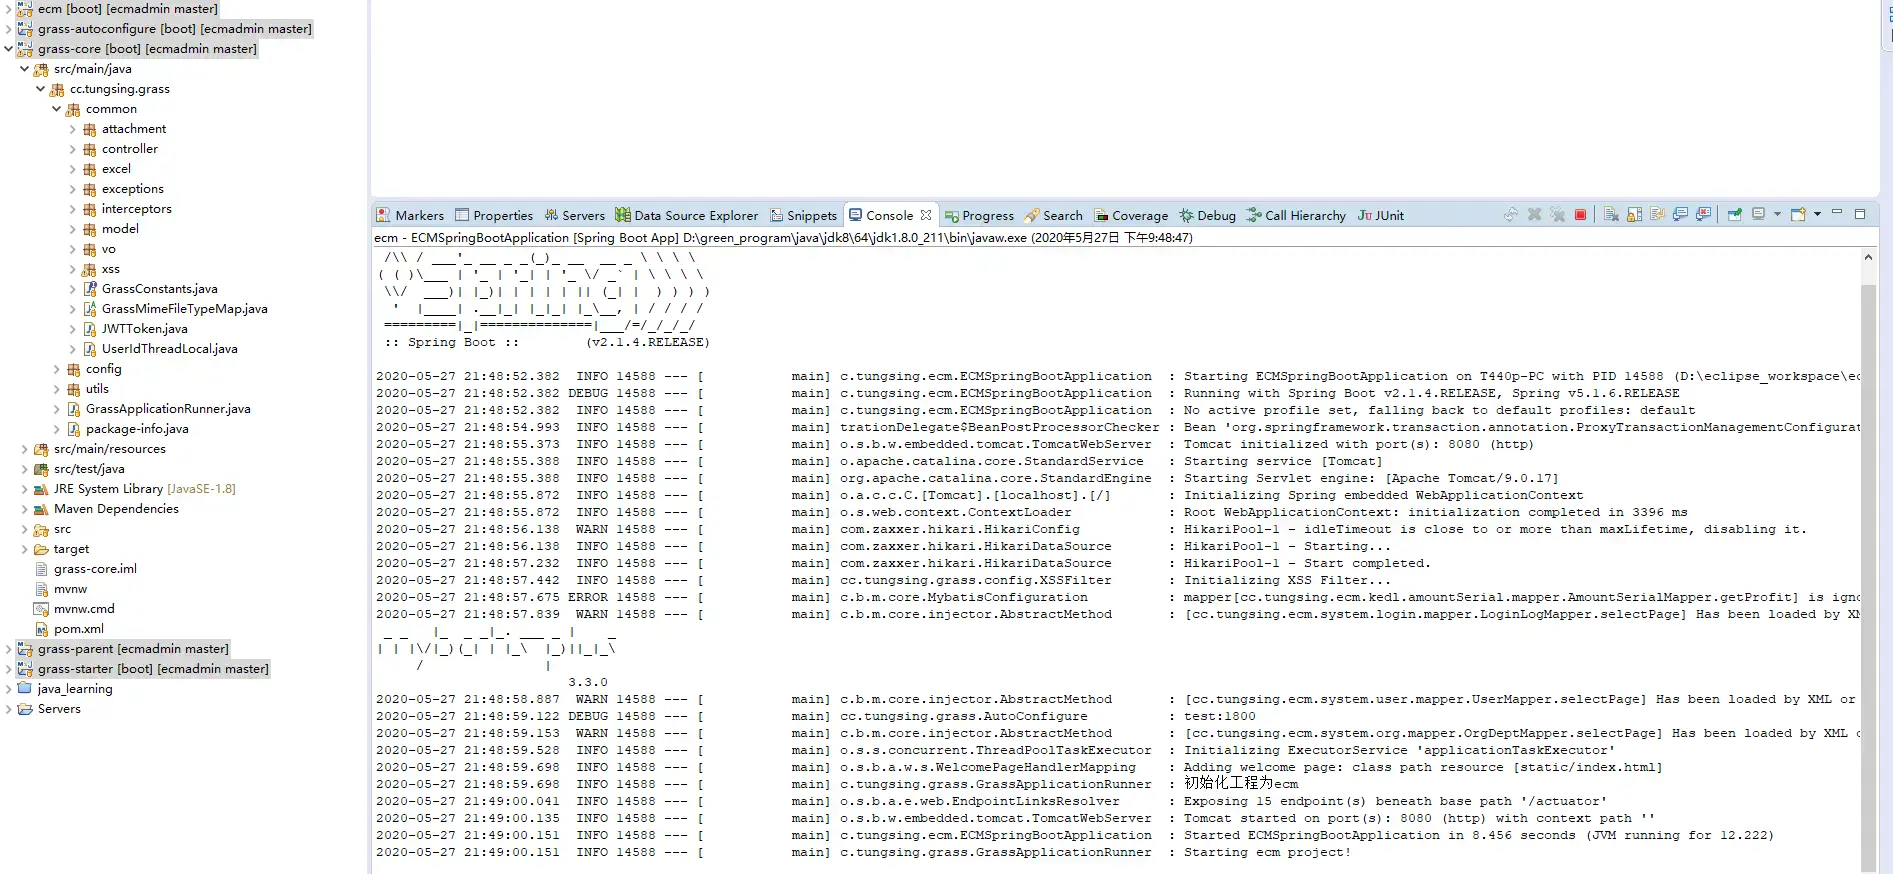 ecm [boot] [ecmadmin master]
grass-autoconfigure [boot] [ecmadmin master]
grass-core [boot] [ecmadmin master]
src/main/java
cc.tungsing.grass
common
attachment
controller
excel
exceptions
interceptors
model
vo
xss
GrassConstants.java
GrassMimeFileTypeMap.java
JWTToken.java
UserIdThreadLocal.java
config
utils
GrassApplicationRunner.java
package-info.java
src/main/resources
src/test/java
JRE System Library [JavaSE-1.8]
Maven Dependencies
src
target
grass-core.iml
mvnw
mvnw.cmd
pom.xml
grass-parent [ecmadmin master]
grass-starter [boot] [ecmadmin master]
java_learning
Servers
Markers Properties Servers Data Source Explorer Snippets Console Progress Search Coverage Debug Call Hierarchy JUnit
ecm - ECMSpringBootApplication [Spring Boot App] D:\green_program\java\jdk8\64\jdk1.8.0_211\bin\javaw.exe (2020年5月27日 下午9:48:47)
:: Spring Boot :: (v2.1.4.RELEASE)
2020-05-27 21:48:52.382 INFO 14588 --- [ main] c.tungsing.ecm.ECMSpringBootApplication : Starting ECMSpringBootApplication on T440p-PC with PID 14588 (D:\eclipse_workspace\ec
2020-05-27 21:48:52.382 DEBUG 14588 --- [ main] c.tungsing.ecm.ECMSpringBootApplication : Running with Spring Boot v2.1.4.RELEASE, Spring v5.1.6.RELEASE
2020-05-27 21:48:52.382 INFO 14588 --- [ main] c.tungsing.ecm.ECMSpringBootApplication : No active profile set, falling back to default profiles: default
2020-05-27 21:48:54.993 INFO 14588 --- [ main] trationDelegate$BeanPostProcessorChecker : Bean 'org.springframework.transaction.annotation.ProxyTransactionManagementConfigurat
2020-05-27 21:48:55.373 INFO 14588 --- [ main] o.s.b.w.embedded.tomcat.TomcatWebServer : Tomcat initialized with port(s): 8080 (http)
2020-05-27 21:48:55.388 INFO 14588 --- [ main] o.apache.catalina.core.StandardService : Starting service [Tomcat]
2020-05-27 21:48:55.388 INFO 14588 --- [ main] org.apache.catalina.core.StandardEngine : Starting Servlet engine: [Apache Tomcat/9.0.17]
2020-05-27 21:48:55.872 INFO 14588 --- [ main] o.a.c.c.C.[Tomcat].[localhost].[/] : Initializing Spring embedded WebApplicationContext
2020-05-27 21:48:55.872 INFO 14588 --- [ main] o.s.web.context.ContextLoader : Root WebApplicationContext: initialization completed in 3396 ms
2020-05-27 21:48:56.138 WARN 14588 --- [ main] com.zaxxer.hikari.HikariConfig : HikariPool-1 - idleTimeout is close to or more than maxLifetime, disabling it.
2020-05-27 21:48:56.138 INFO 14588 --- [ main] com.zaxxer.hikari.HikariDataSource : HikariPool-1 - Starting...
2020-05-27 21:48:57.232 INFO 14588 --- [ main] com.zaxxer.hikari.HikariDataSource : HikariPool-1 - Start completed.
2020-05-27 21:48:57.442 INFO 14588 --- [ main] cc.tungsing.grass.config.XSSFilter : Initializing XSS Filter...
2020-05-27 21:48:57.675 ERROR 14588 --- [ main] c.b.m.core.MybatisConfiguration : mapper[cc.tungsing.ecm.kedl.amountSerial.mapper.AmountSerialMapper.getProfit] is igno
2020-05-27 21:48:57.839 WARN 14588 --- [ main] c.b.m.core.injector.AbstractMethod : [cc.tungsing.ecm.system.login.mapper.LoginLogMapper.selectPage] Has been loaded by XM
3.3.0
2020-05-27 21:48:58.887 WARN 14588 --- [ main] c.b.m.core.injector.AbstractMethod : [cc.tungsing.ecm.system.user.mapper.UserMapper.selectPage] Has been loaded by XML or
2020-05-27 21:48:59.122 DEBUG 14588 --- [ main] cc.tungsing.grass.AutoConfigure : test:1800
2020-05-27 21:48:59.153 WARN 14588 --- [ main] c.b.m.core.injector.AbstractMethod : [cc.tungsing.ecm.system.org.mapper.OrgDeptMapper.selectPage] Has been loaded by XML o
2020-05-27 21:48:59.528 INFO 14588 --- [ main] o.s.s.concurrent.ThreadPoolTaskExecutor : Initializing ExecutorService 'applicationTaskExecutor'
2020-05-27 21:48:59.698 INFO 14588 --- [ main] o.s.b.a.w.s.WelcomePageHandlerMapping : Adding welcome page: class path resource [static/index.html]
2020-05-27 21:48:59.698 INFO 14588 --- [ main] c.tungsing.grass.GrassApplicationRunner : 初始化工程为ecm
2020-05-27 21:49:00.041 INFO 14588 --- [ main] o.s.b.a.e.web.EndpointLinksResolver : Exposing 15 endpoint(s) beneath base path '/actuator'
2020-05-27 21:49:00.135 INFO 14588 --- [ main] o.s.b.w.embedded.tomcat.TomcatWebServer : Tomcat started on port(s): 8080 (http) with context path ''
2020-05-27 21:49:00.151 INFO 14588 --- [ main] c.tungsing.ecm.ECMSpringBootApplication : Started ECMSpringBootApplication in 8.456 seconds (JVM running for 12.222)
2020-05-27 21:49:00.151 INFO 14588 --- [ main] c.tungsing.grass.GrassApplicationRunner : Starting ecm project!